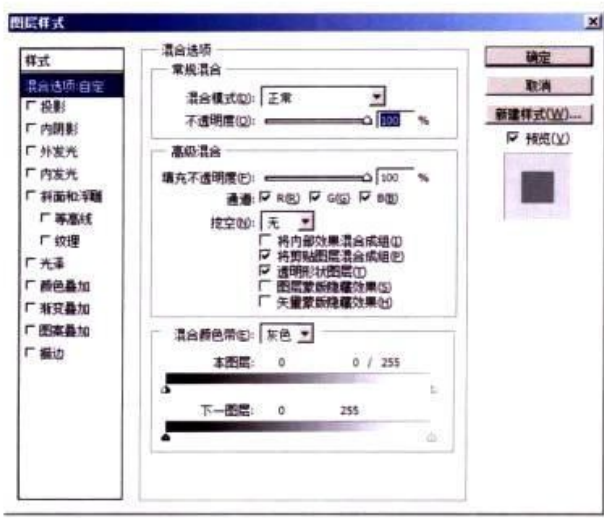 图层样式
样式
混合选项:自定
投影
内阴影
外发光
内发光
斜面和浮雕
等高线
纹理
光泽
颜色叠加
渐变叠加
图案叠加
描边
混合选项
常规混合
混合模式(D): 正常
不透明度(O): 100 %
高级混合
填充不透明度(F): 100 %
通道: R(R) G(G) B(B)
挖空(N): 无
将内部效果混合成组(I)
将剪贴图层混合成组(P)
透明形状图层(T)
图层蒙版隐藏效果(S)
矢量蒙版隐藏效果(H)
混合颜色带(E): 灰色
本图层: 0 0 / 255
下一图层: 0 255
确定
取消
新建样式(W)...
预览(V)